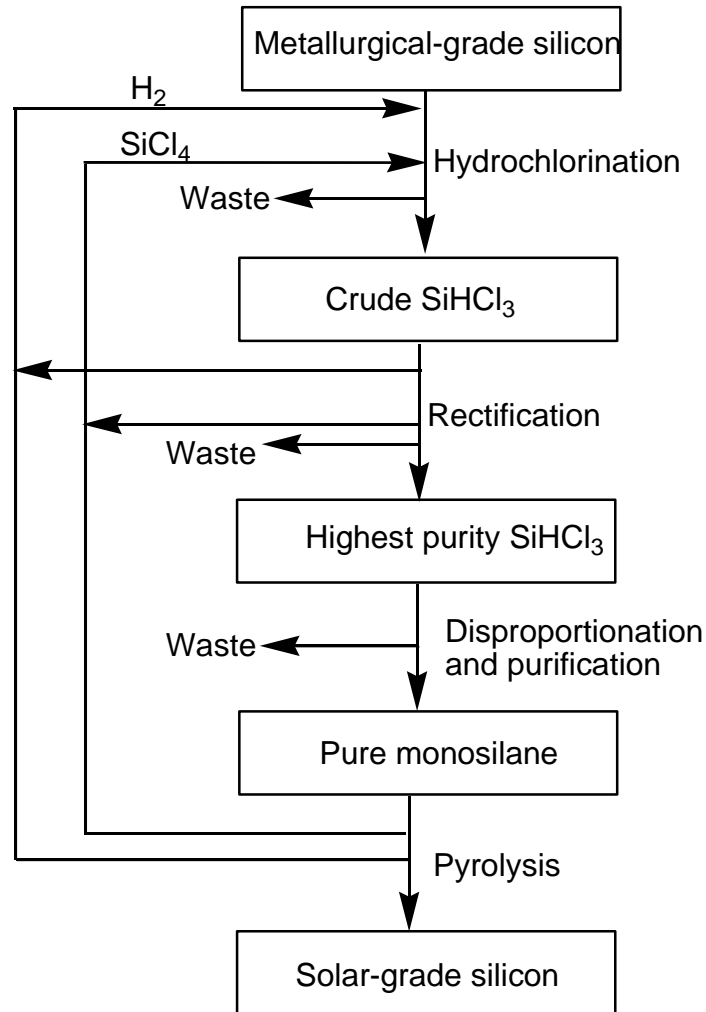 Metallurgical-grade silicon
H₂
SiCl₄
Hydrochlorination
Waste
Crude SiHCl₃
Rectification
Waste
Highest purity SiHCl₃
Disproportionation
and purification
Waste
Pure monosilane
Pyrolysis
Solar-grade silicon